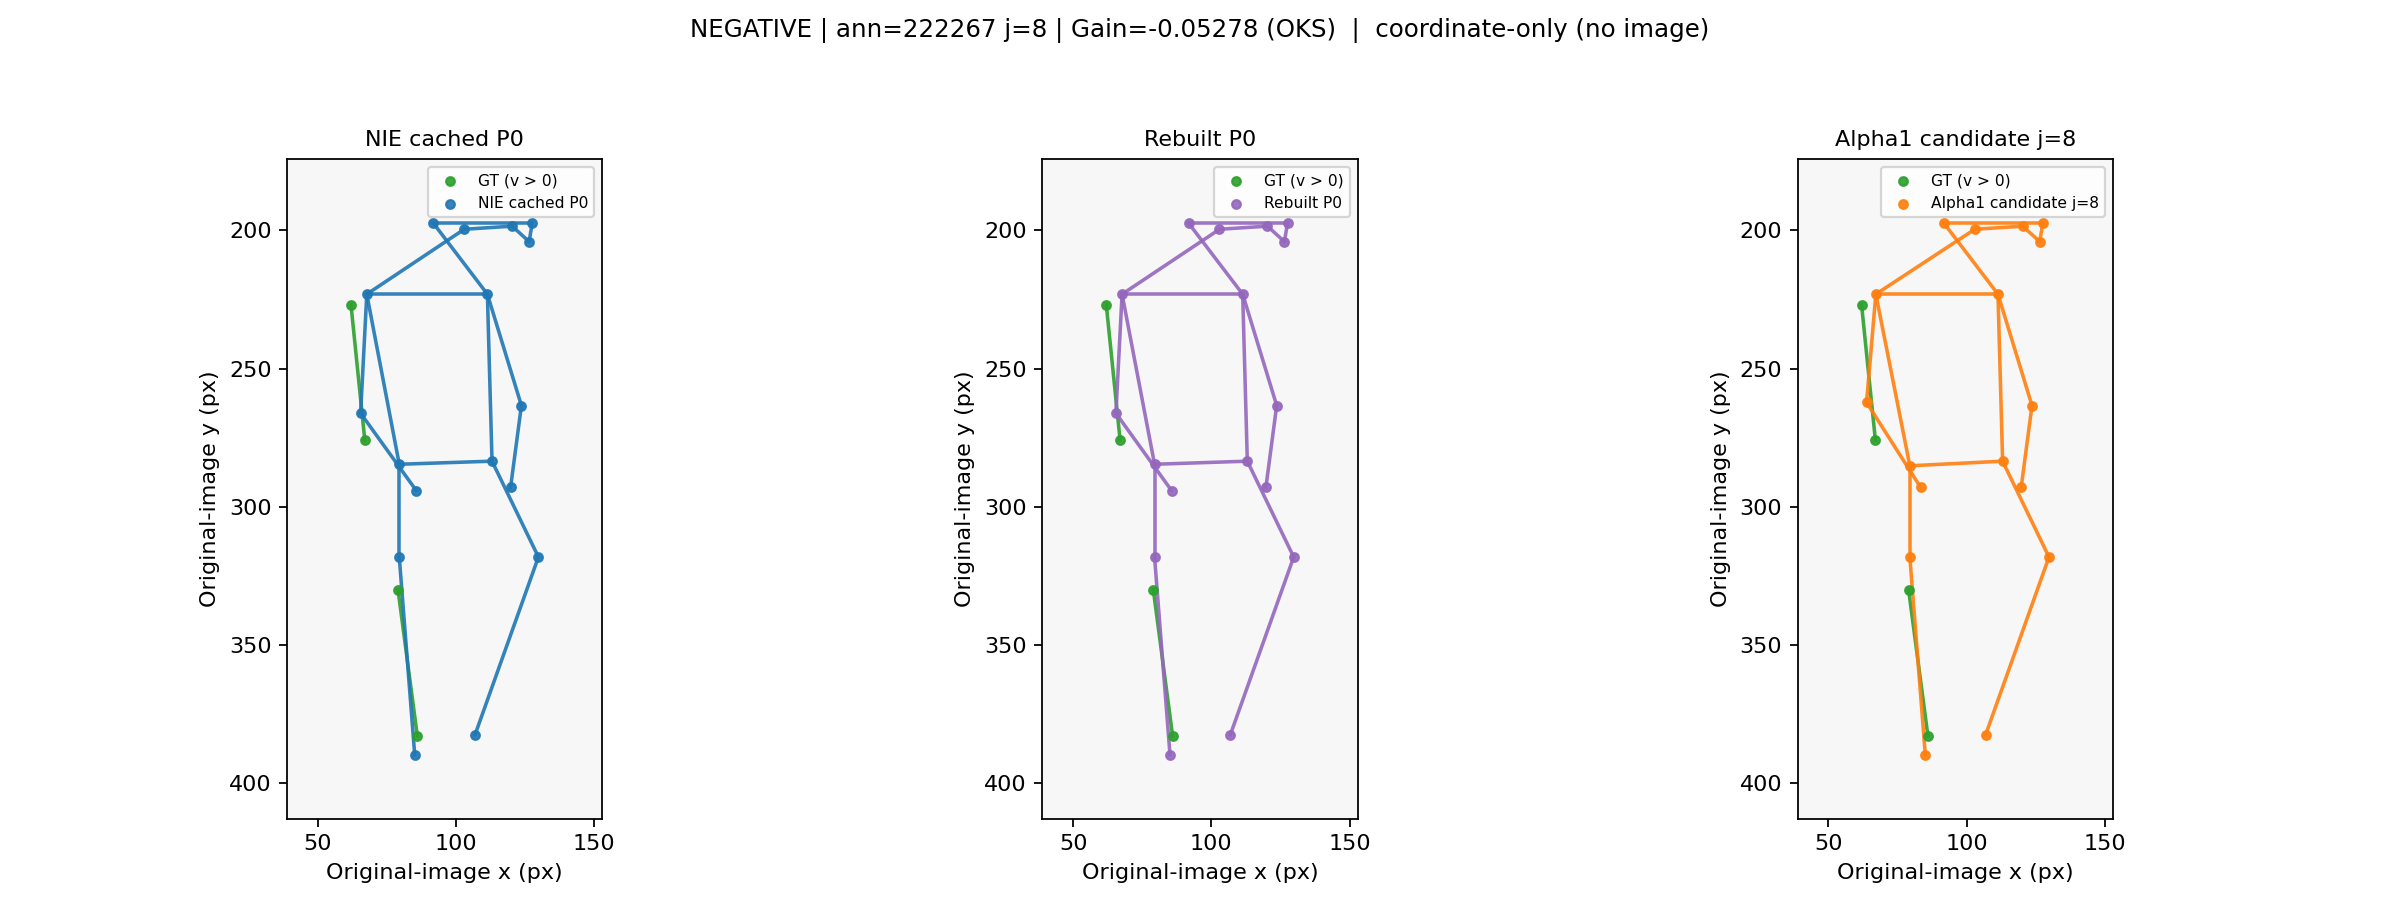 NEGATIVE | ann=222267 j=8 | Gain=-0.05278 (OKS)  |  coordinate-only (no image)
NIE cached P0
GT (v > 0)
NIE cached P0
200
250
300
350
400
50
100
150
Original-image y (px)
Original-image x (px)
Rebuilt P0
GT (v > 0)
Rebuilt P0
200
250
300
350
400
50
100
150
Original-image y (px)
Original-image x (px)
Alpha1 candidate j=8
GT (v > 0)
Alpha1 candidate j=8
200
250
300
350
400
50
100
150
Original-image y (px)
Original-image x (px)